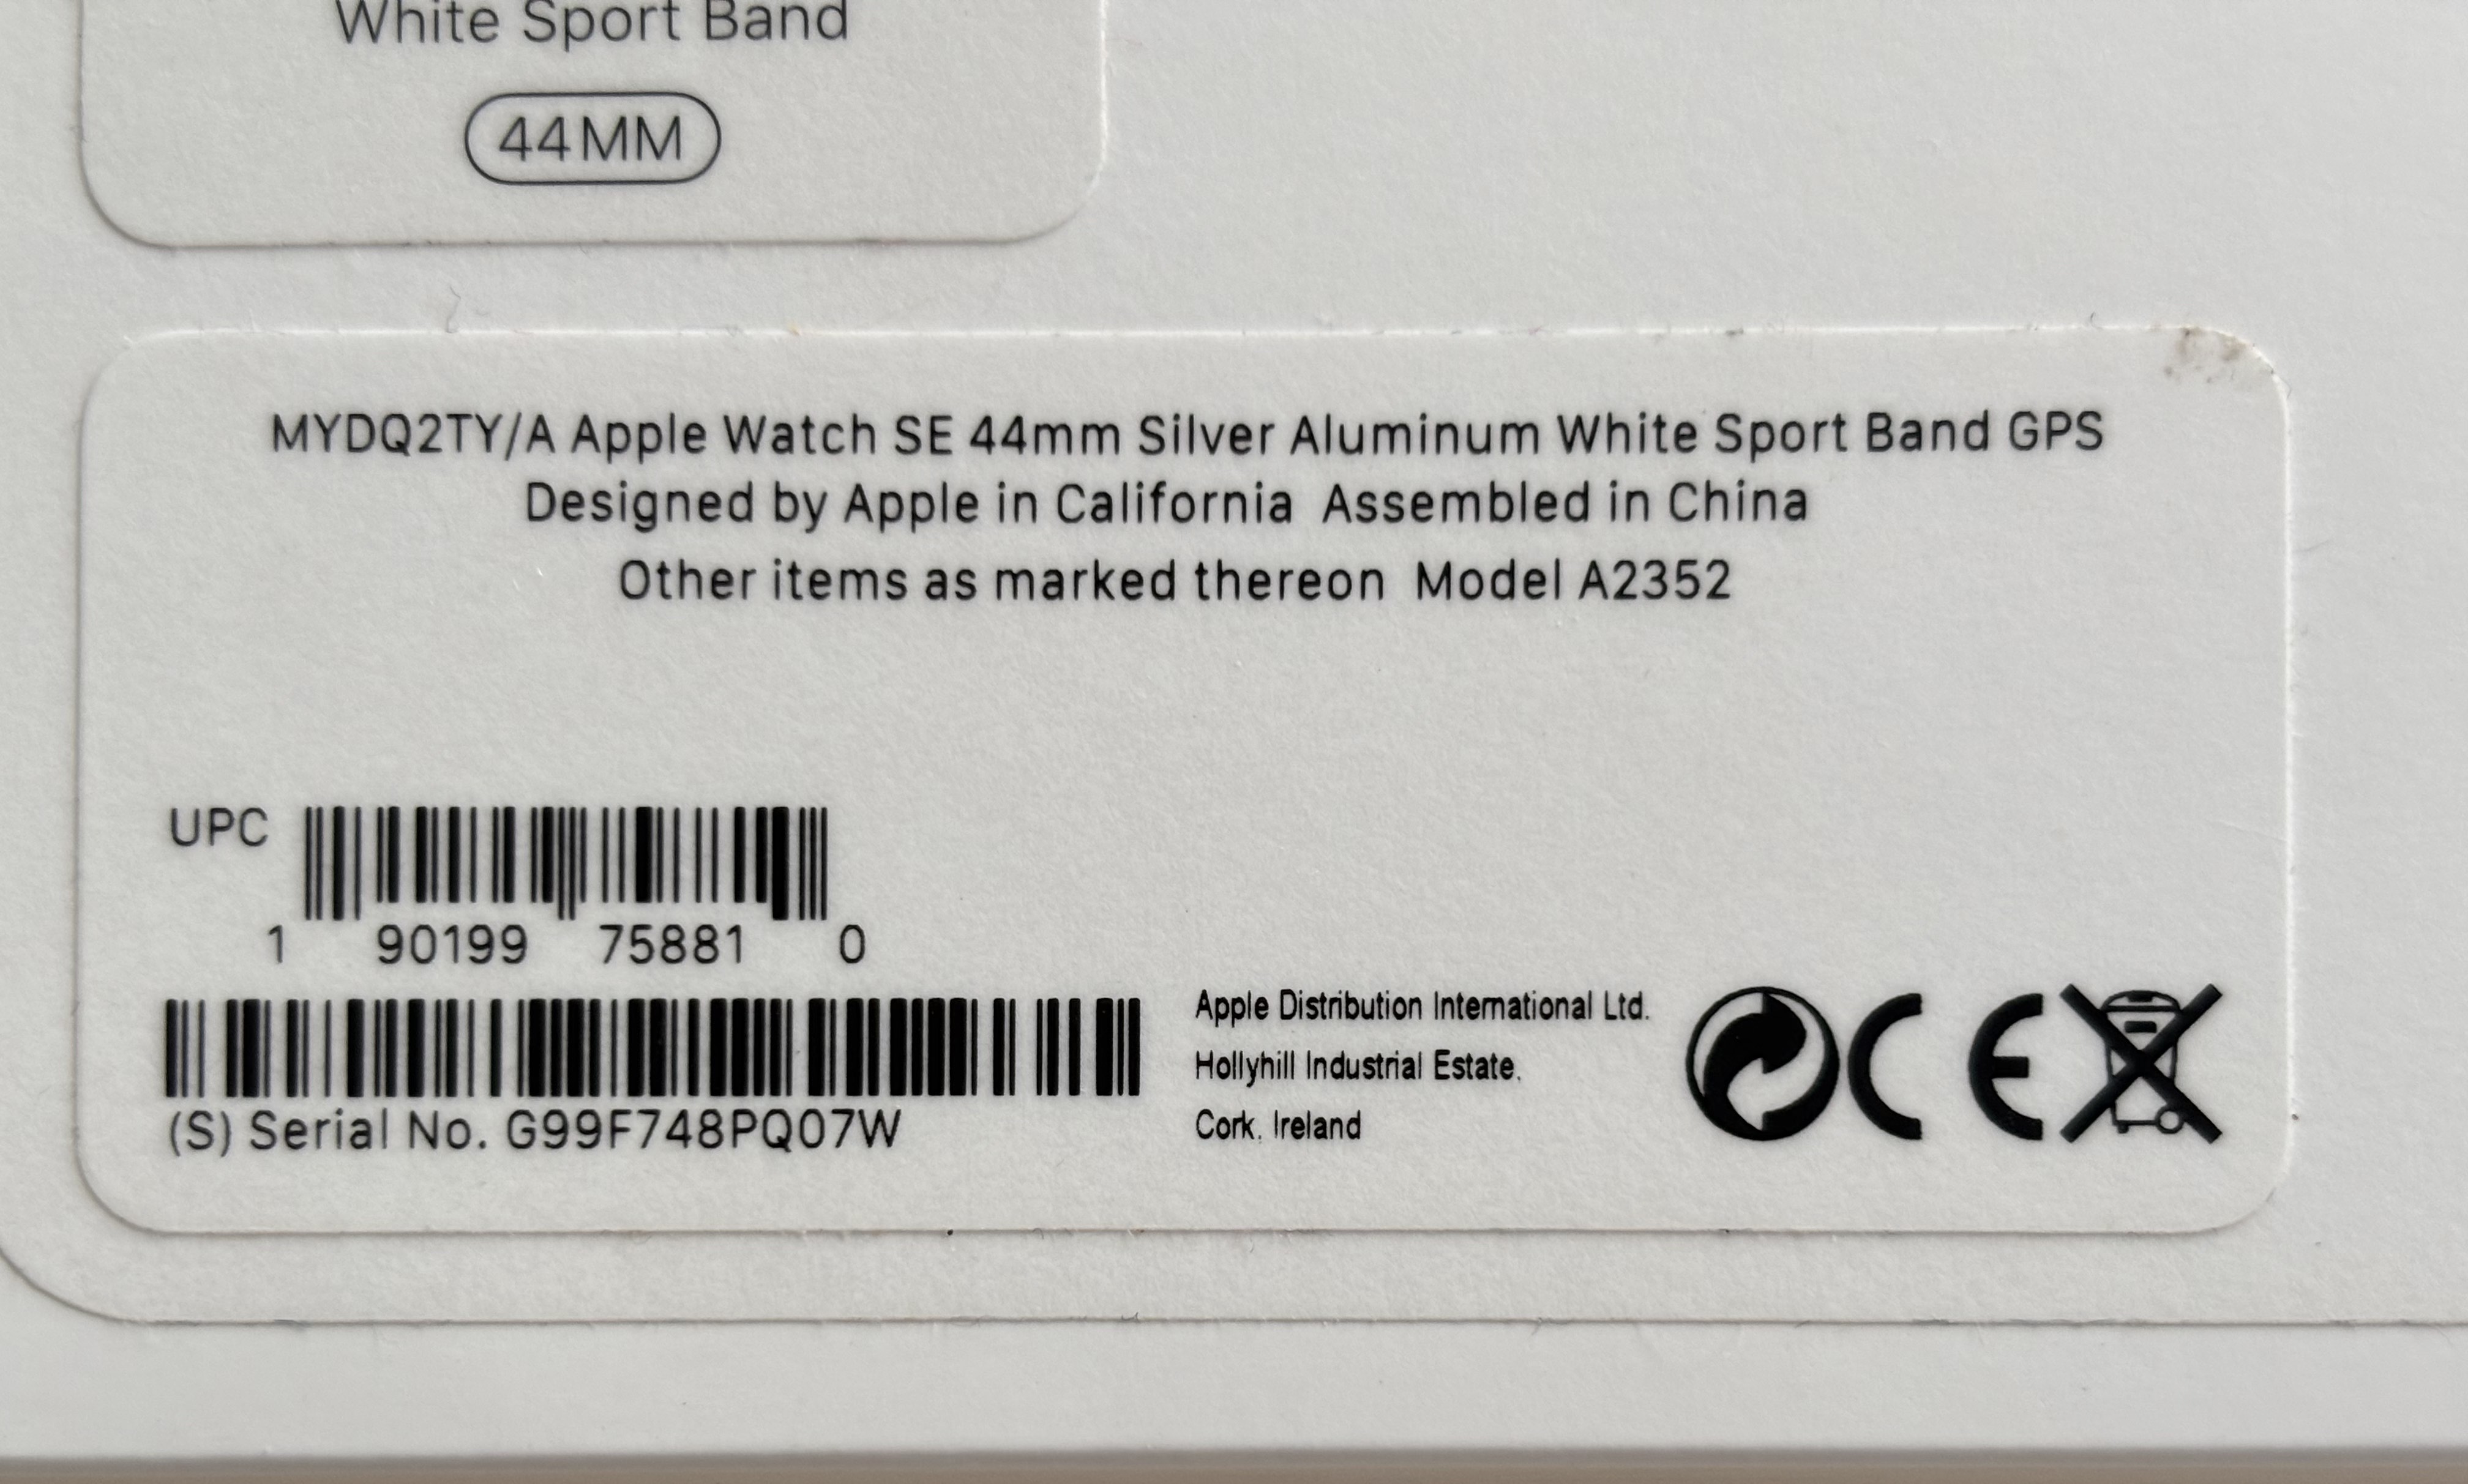 White Sport Band
44MM
MYDQ2TY/A Apple Watch SE 44mm Silver Aluminum White Sport Band GPS
Designed by Apple in California Assembled in China
Other items as marked thereon Model A2352
UPC
1 90199 75881 0
(S) Serial No. G99F748PQ07W
Apple Distribution International Ltd.
Hollyhill Industrial Estate,
Cork, Ireland
CE